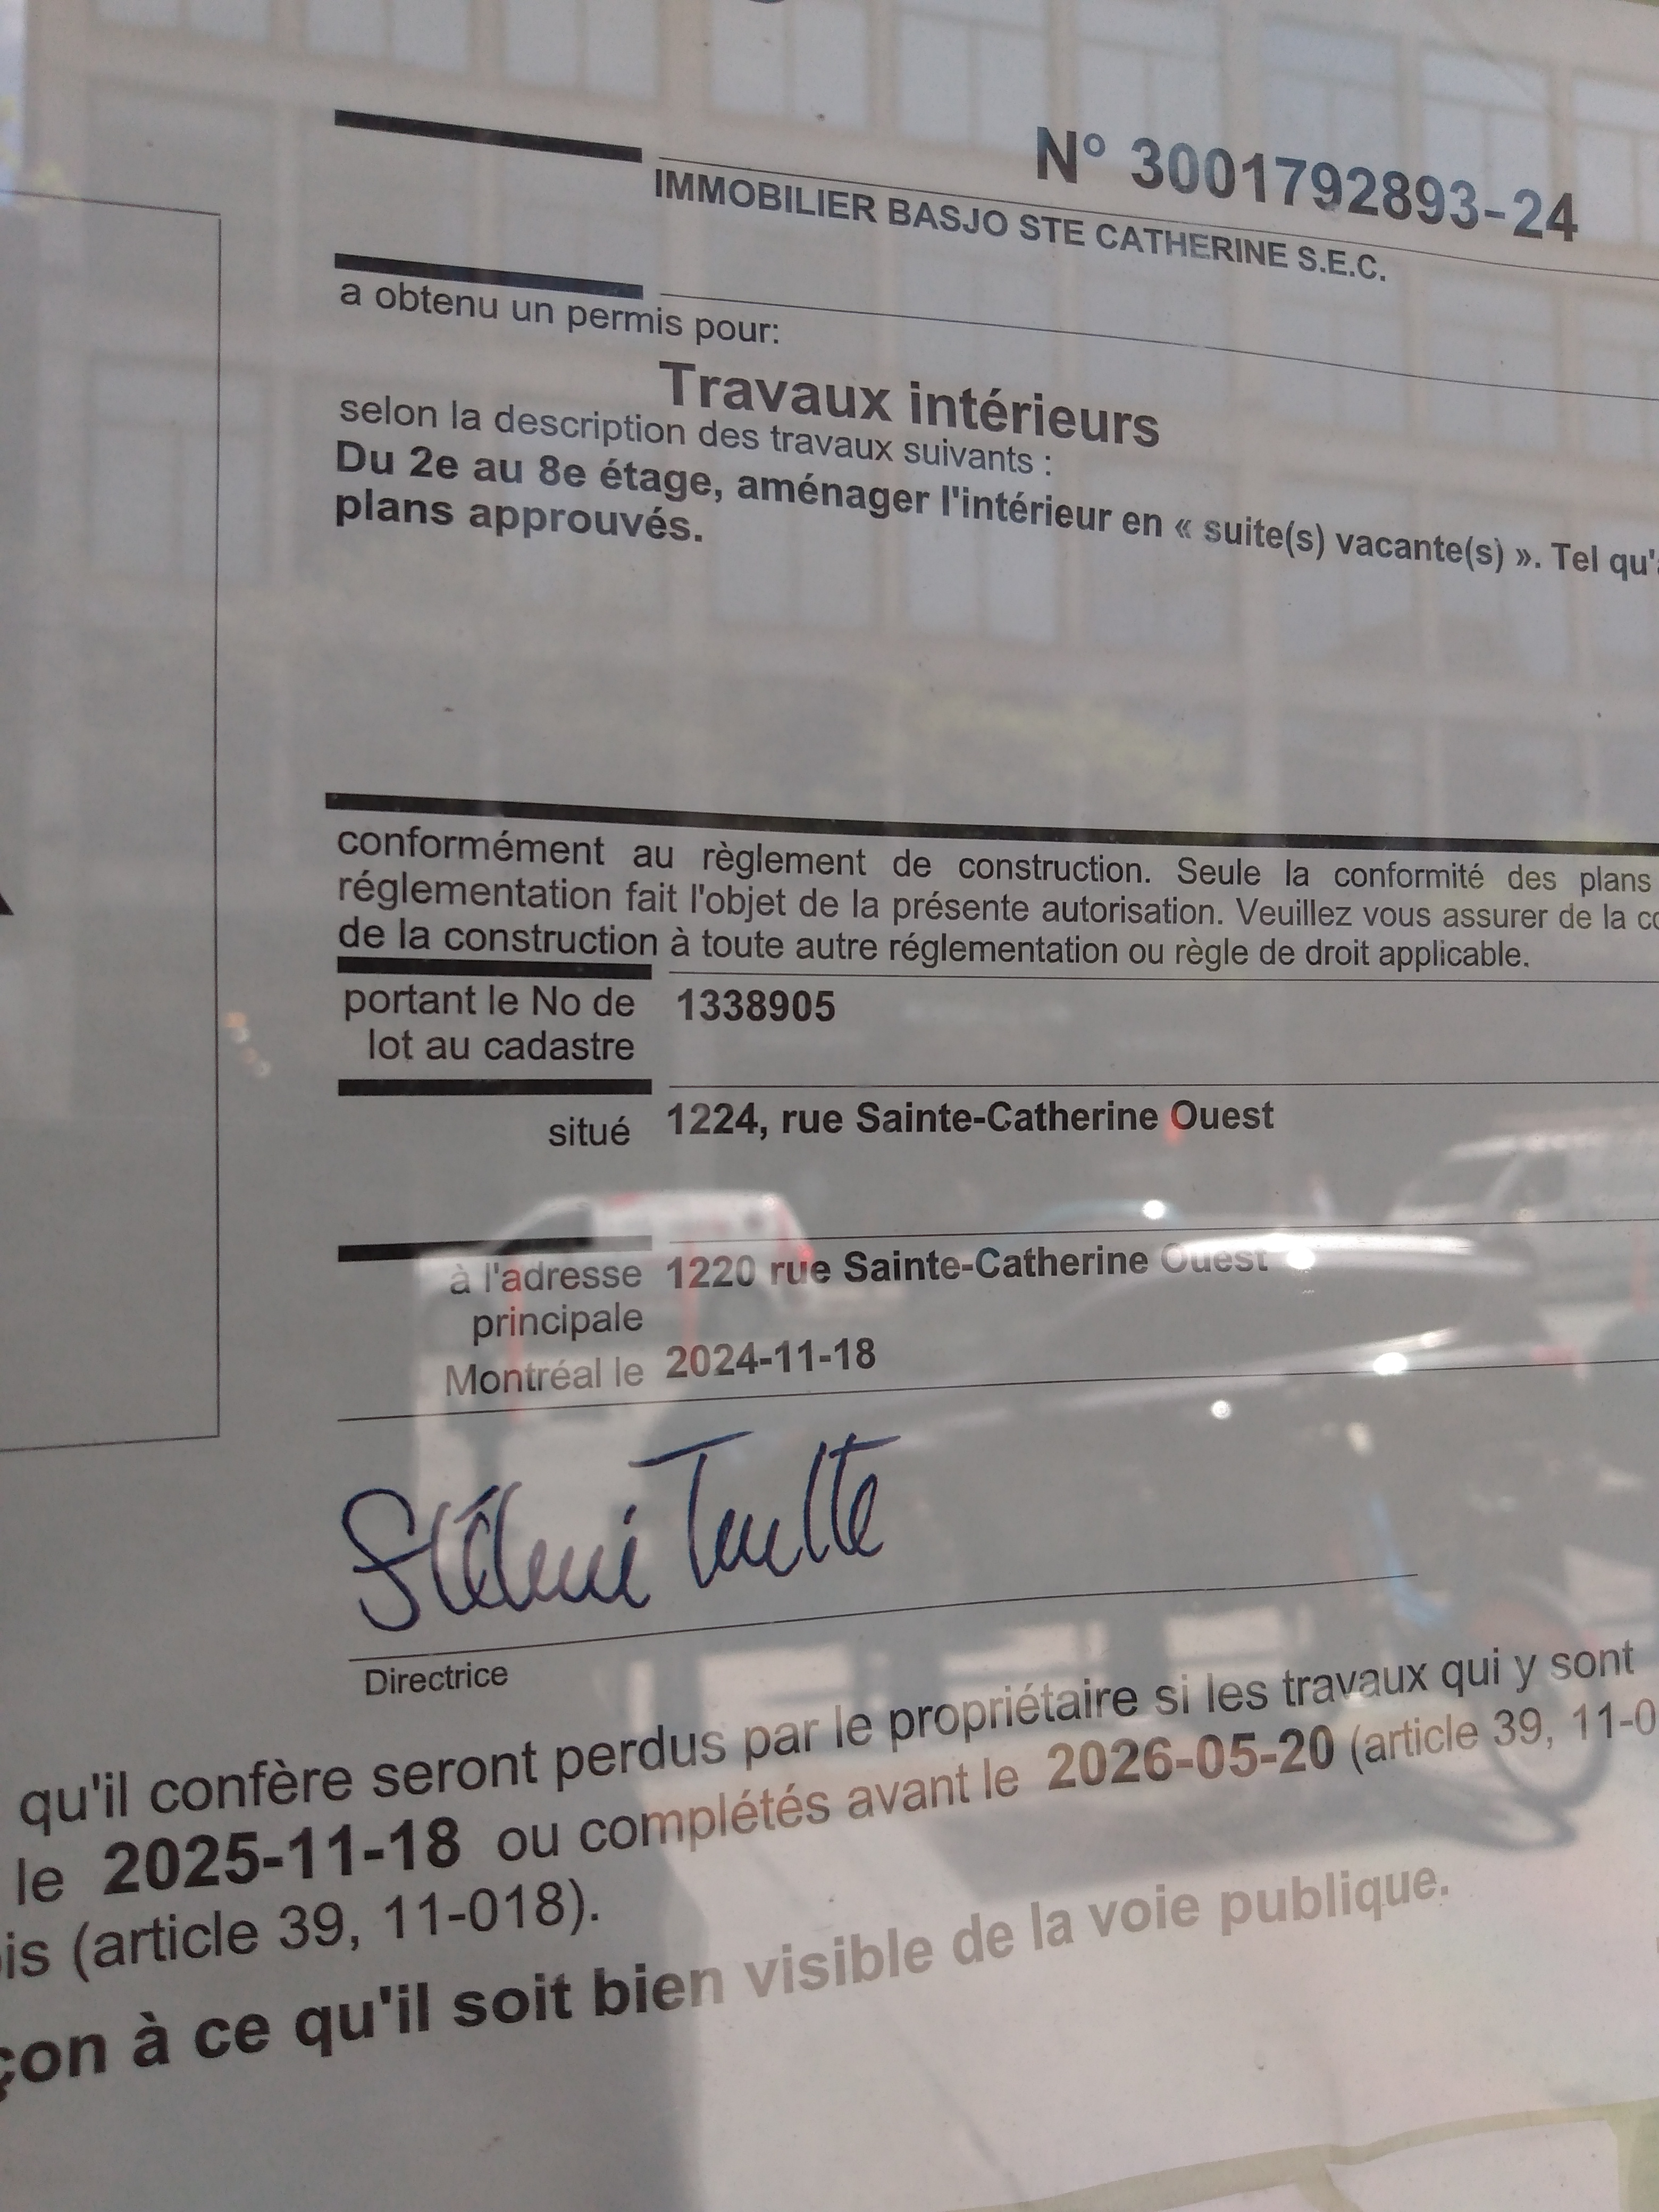 N° 3001792893-24
IMMOBILIER BASJO STE CATHERINE S.E.C.
a obtenu un permis pour:
Travaux intérieurs
selon la description des travaux suivants :
Du 2e au 8e étage, aménager l'intérieur en « suite(s) vacante(s) ». Tel qu'
plans approuvés.
conformément au règlement de construction. Seule la conformité des plans
réglementation fait l'objet de la présente autorisation. Veuillez vous assurer de la
de la construction à toute autre réglementation ou règle de droit applicable.
portant le No de 1338905
lot au cadastre
situé 1224, rue Sainte-Catherine Ouest
à l'adresse 1220 rue Sainte-Catherine Ouest
principale
Montréal le 2024-11-18
Directrice
qu'il confère seront perdus par le propriétaire si les travaux qui y sont
le 2025-11-18 ou complétés avant le 2026-05-20 (article 39, 11-0
is (article 39, 11-018).
çon à ce qu'il soit bien visible de la voie publique.